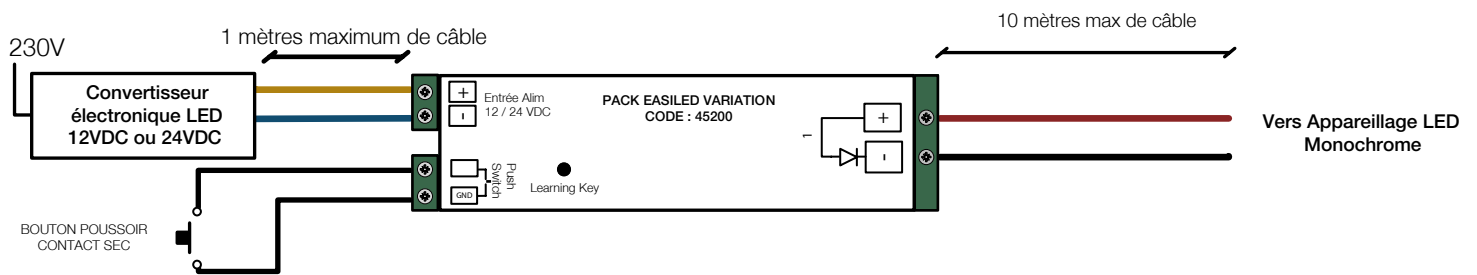 230V
1 mètres maximum de câble
10 mètres max de câble
Convertisseur
électronique LED
12VDC ou 24VDC
+
-
Entrée Alim
12 / 24 VDC
PACK EASILED VARIATION
CODE : 45200
1
+
-
Vers Appareillage LED
Monochrome
GND
Push
Switch
Learning Key
BOUTON POUSSOIR
CONTACT SEC